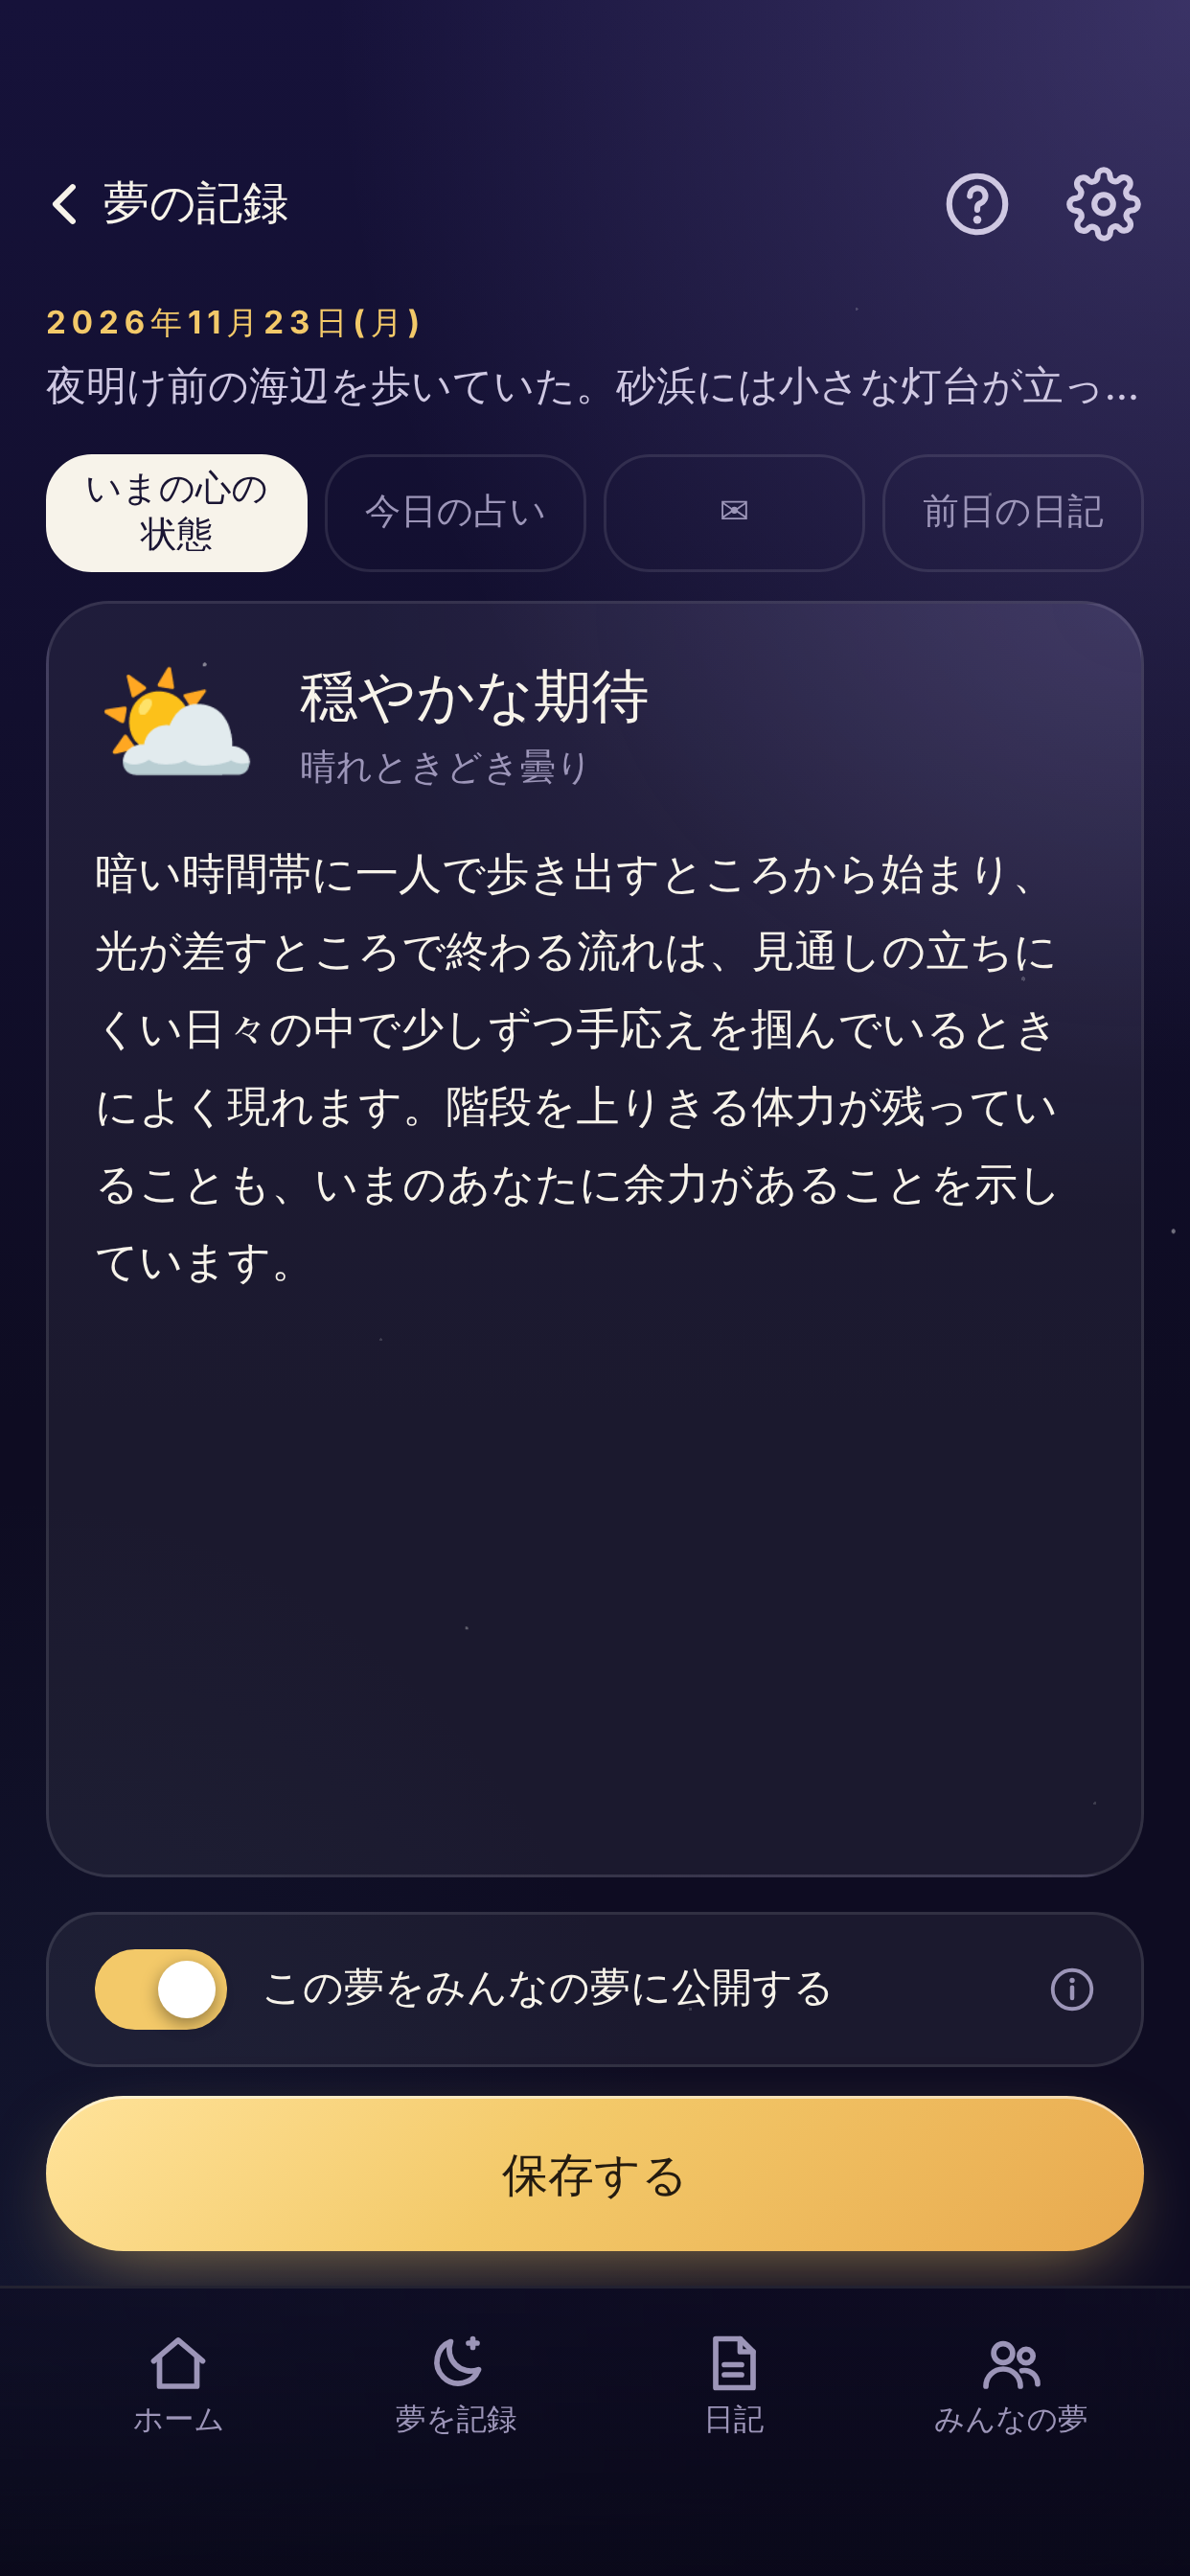 夢の記録
2026年11月23日(月)
夜明け前の海辺を歩いていた。砂浜には小さな灯台が立っ…
いまの心の
状態
今日の占い
前日の日記
穏やかな期待
晴れときどき曇り
暗い時間帯に一人で歩き出すところから始まり、
光が差すところで終わる流れは、見通しの立ちに
くい日々の中で少しずつ手応えを掴んでいるとき
によく現れます。階段を上りきる体力が残ってい
ることも、いまのあなたに余力があることを示し
ています。
この夢をみんなの夢に公開する
保存する
ホーム
夢を記録
日記
みんなの夢